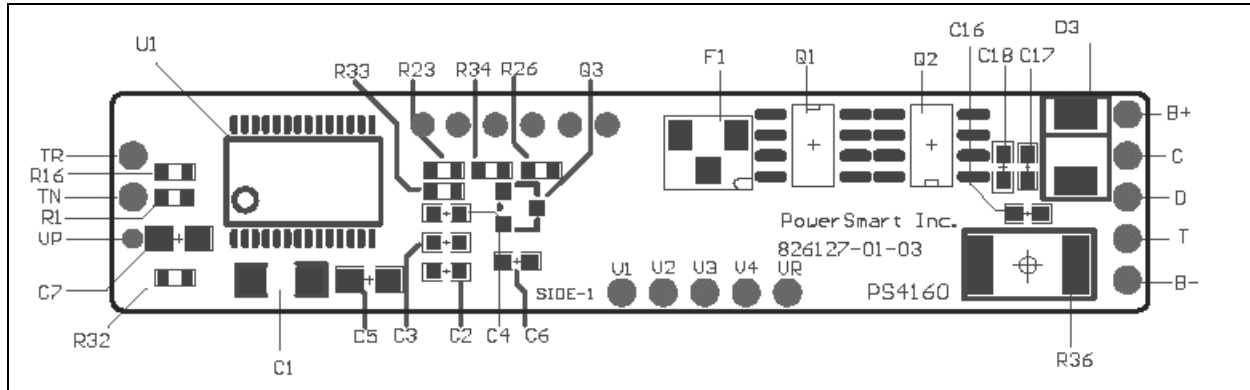 C16
D3
U1
F1
Q1
Q2
C18
C17
R33
R23
R34
R26
Q3
B+
TR
C
R16
TN
D
R1
PowerSmart Inc.
VP
826127-01-03
T
V1
V2
V3
V4
VR
C7
SIDE-1
PS4160
B-
R32
C5
C3
C2
C4
C6
C1
R36